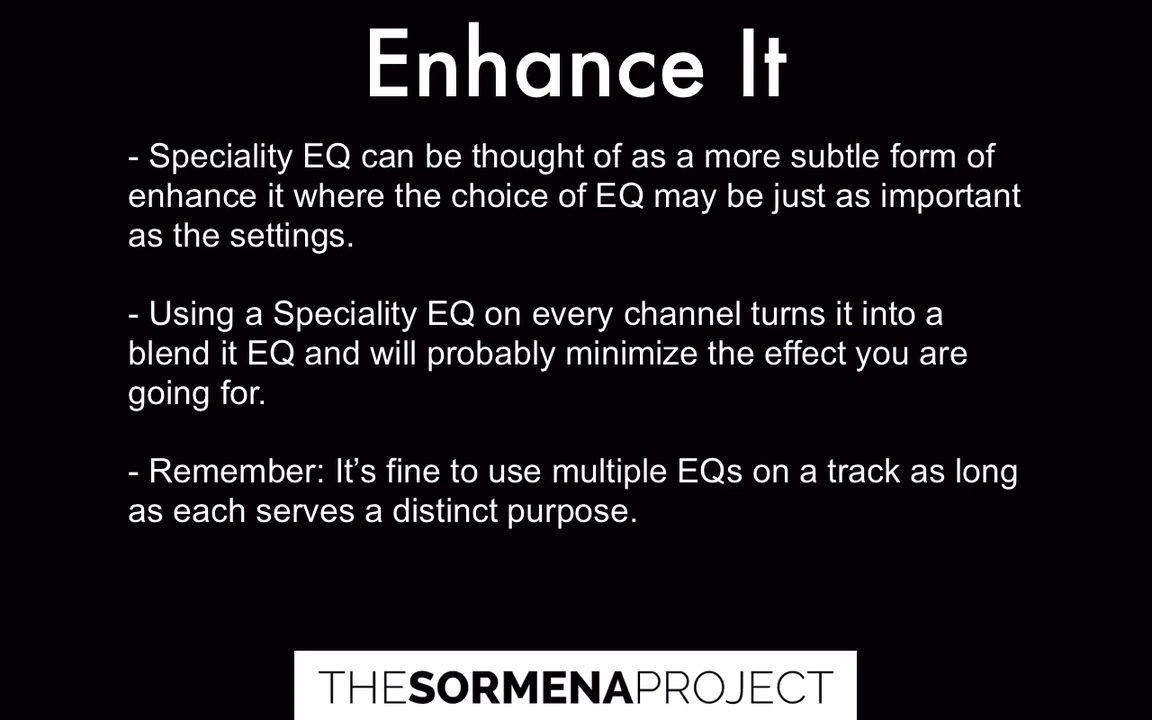 Enhance It
- Speciality EQ can be thought of as a more subtle form of
enhance it where the choice of EQ may be just as important
as the settings.
- Using a Speciality EQ on every channel turns it into a
blend it EQ and will probably minimize the effect you are
going for.
- Remember: It’s fine to use multiple EQs on a track as long
as each serves a distinct purpose.
THESORMENAPROJECT